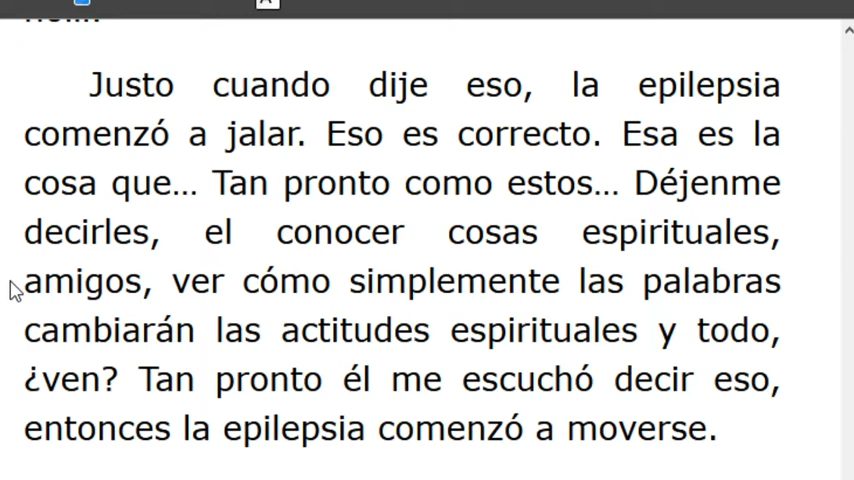 Justo cuando dije eso, la epilepsia
comenzó a jalar. Eso es correcto. Esa es la
cosa que... Tan pronto como estos... Déjenme
decirles, el conocer cosas espirituales,
amigos, ver cómo simplemente las palabras
cambiarán las actitudes espirituales y todo,
¿ven? Tan pronto él me escuchó decir eso,
entonces la epilepsia comenzó a moverse.